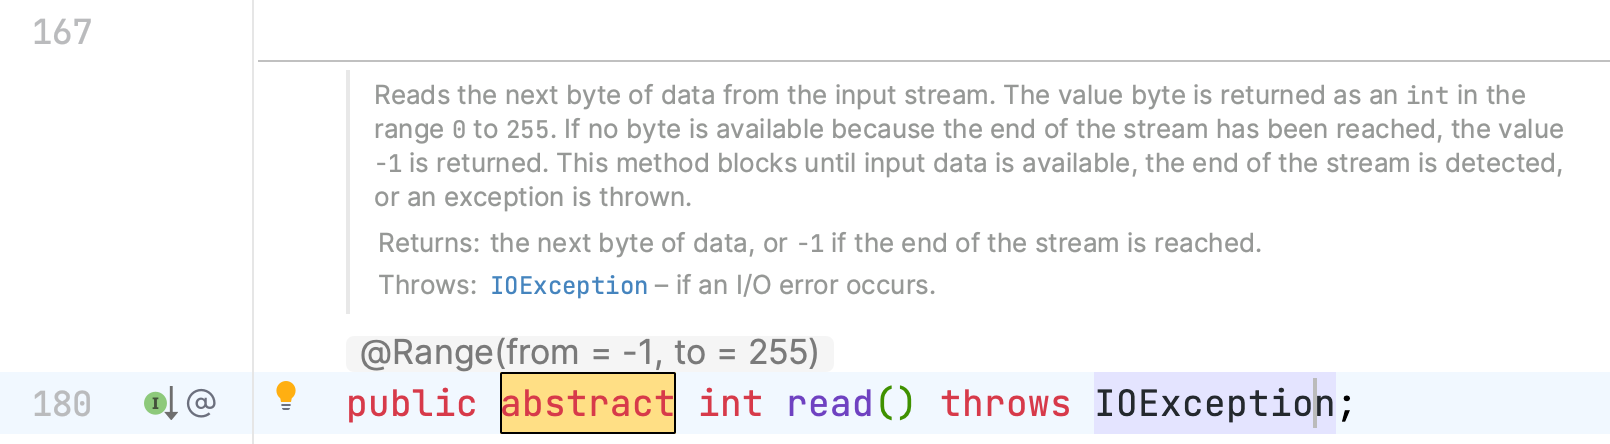 167
Reads the next byte of data from the input stream. The value byte is returned as an int in the
range 0 to 255. If no byte is available because the end of the stream has been reached, the value
-1 is returned. This method blocks until input data is available, the end of the stream is detected,
or an exception is thrown.
Returns: the next byte of data, or -1 if the end of the stream is reached.
Throws: IOException – if an I/O error occurs.
@Range(from = -1, to = 255)
180 I @ public abstract int read() throws IOException;